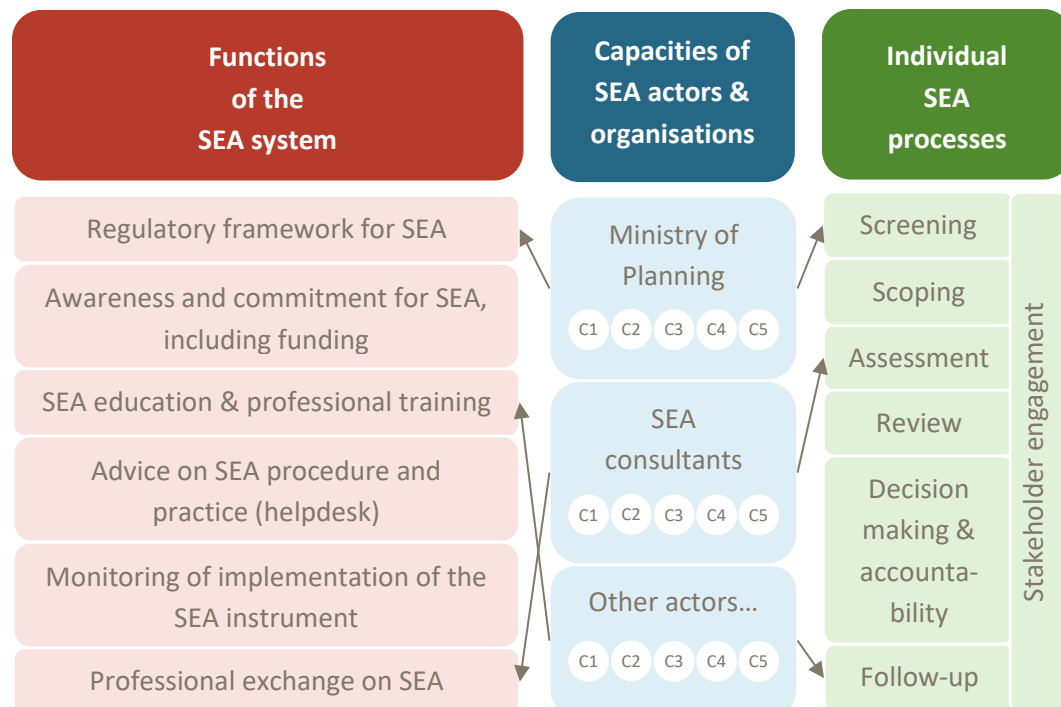 Functions
of the
SEA system
Capacities of
SEA actors &
organisations
Individual
SEA
processes
Regulatory framework for SEA
Awareness and commitment for SEA,
including funding
SEA education & professional training
Advice on SEA procedure and
practice (helpdesk)
Monitoring of implementation of the
SEA instrument
Professional exchange on SEA
Ministry of
Planning
C1 C2 C3 C4 C5
SEA
consultants
C1 C2 C3 C4 C5
Other actors...
C1 C2 C3 C4 C5
Screening
Scoping
Assessment
Review
Decision
making &
accounta-
bility
Follow-up
Stakeholder engagement